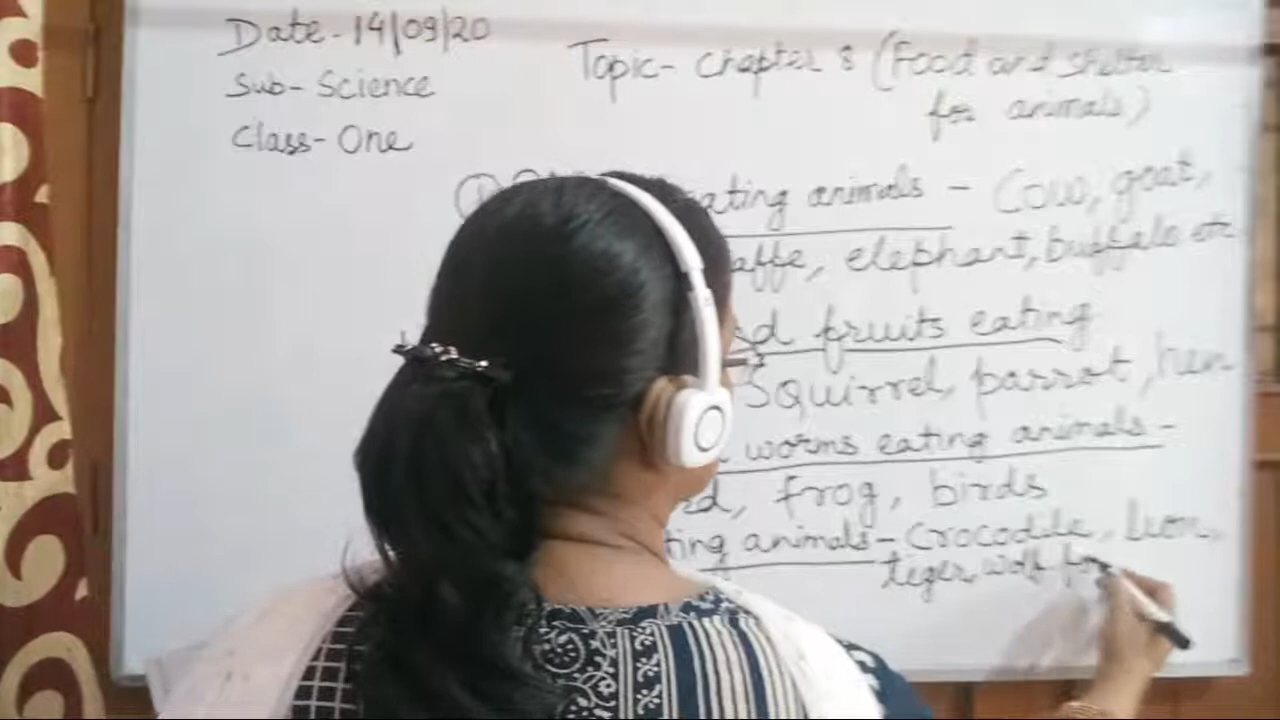 Date-14/09/20
Sub-Science
Class-One
Topic- Chapter 8 (Food and shelter
for animals)
① eating animals - Cow, goat,
affe, elephant, buffalo etc
fruits eating
Squirrel, parrot, hen
worms eating animals-
frog, birds
ting animals-Crocodile, Lion,
tiger, wolf fo